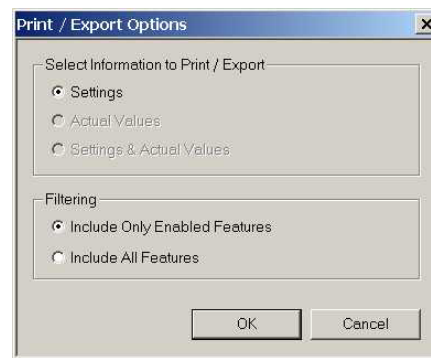 Print / Export Options
Select Information to Print / Export
Settings
Actual Values
Settings & Actual Values
Filtering
Include Only Enabled Features
Include All Features
OK
Cancel